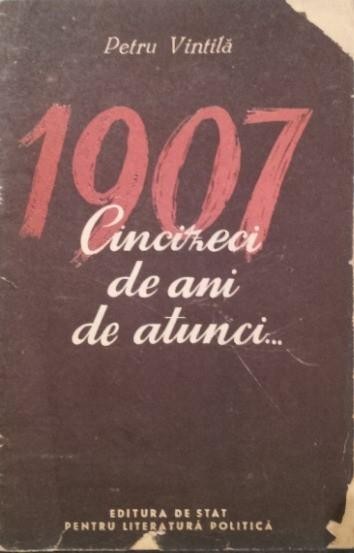 Petru Vintilă
1907
Cincizeci
de ani
de atunci...
EDITURA DE STAT
PENTRU LITERATURĂ POLITICĂ